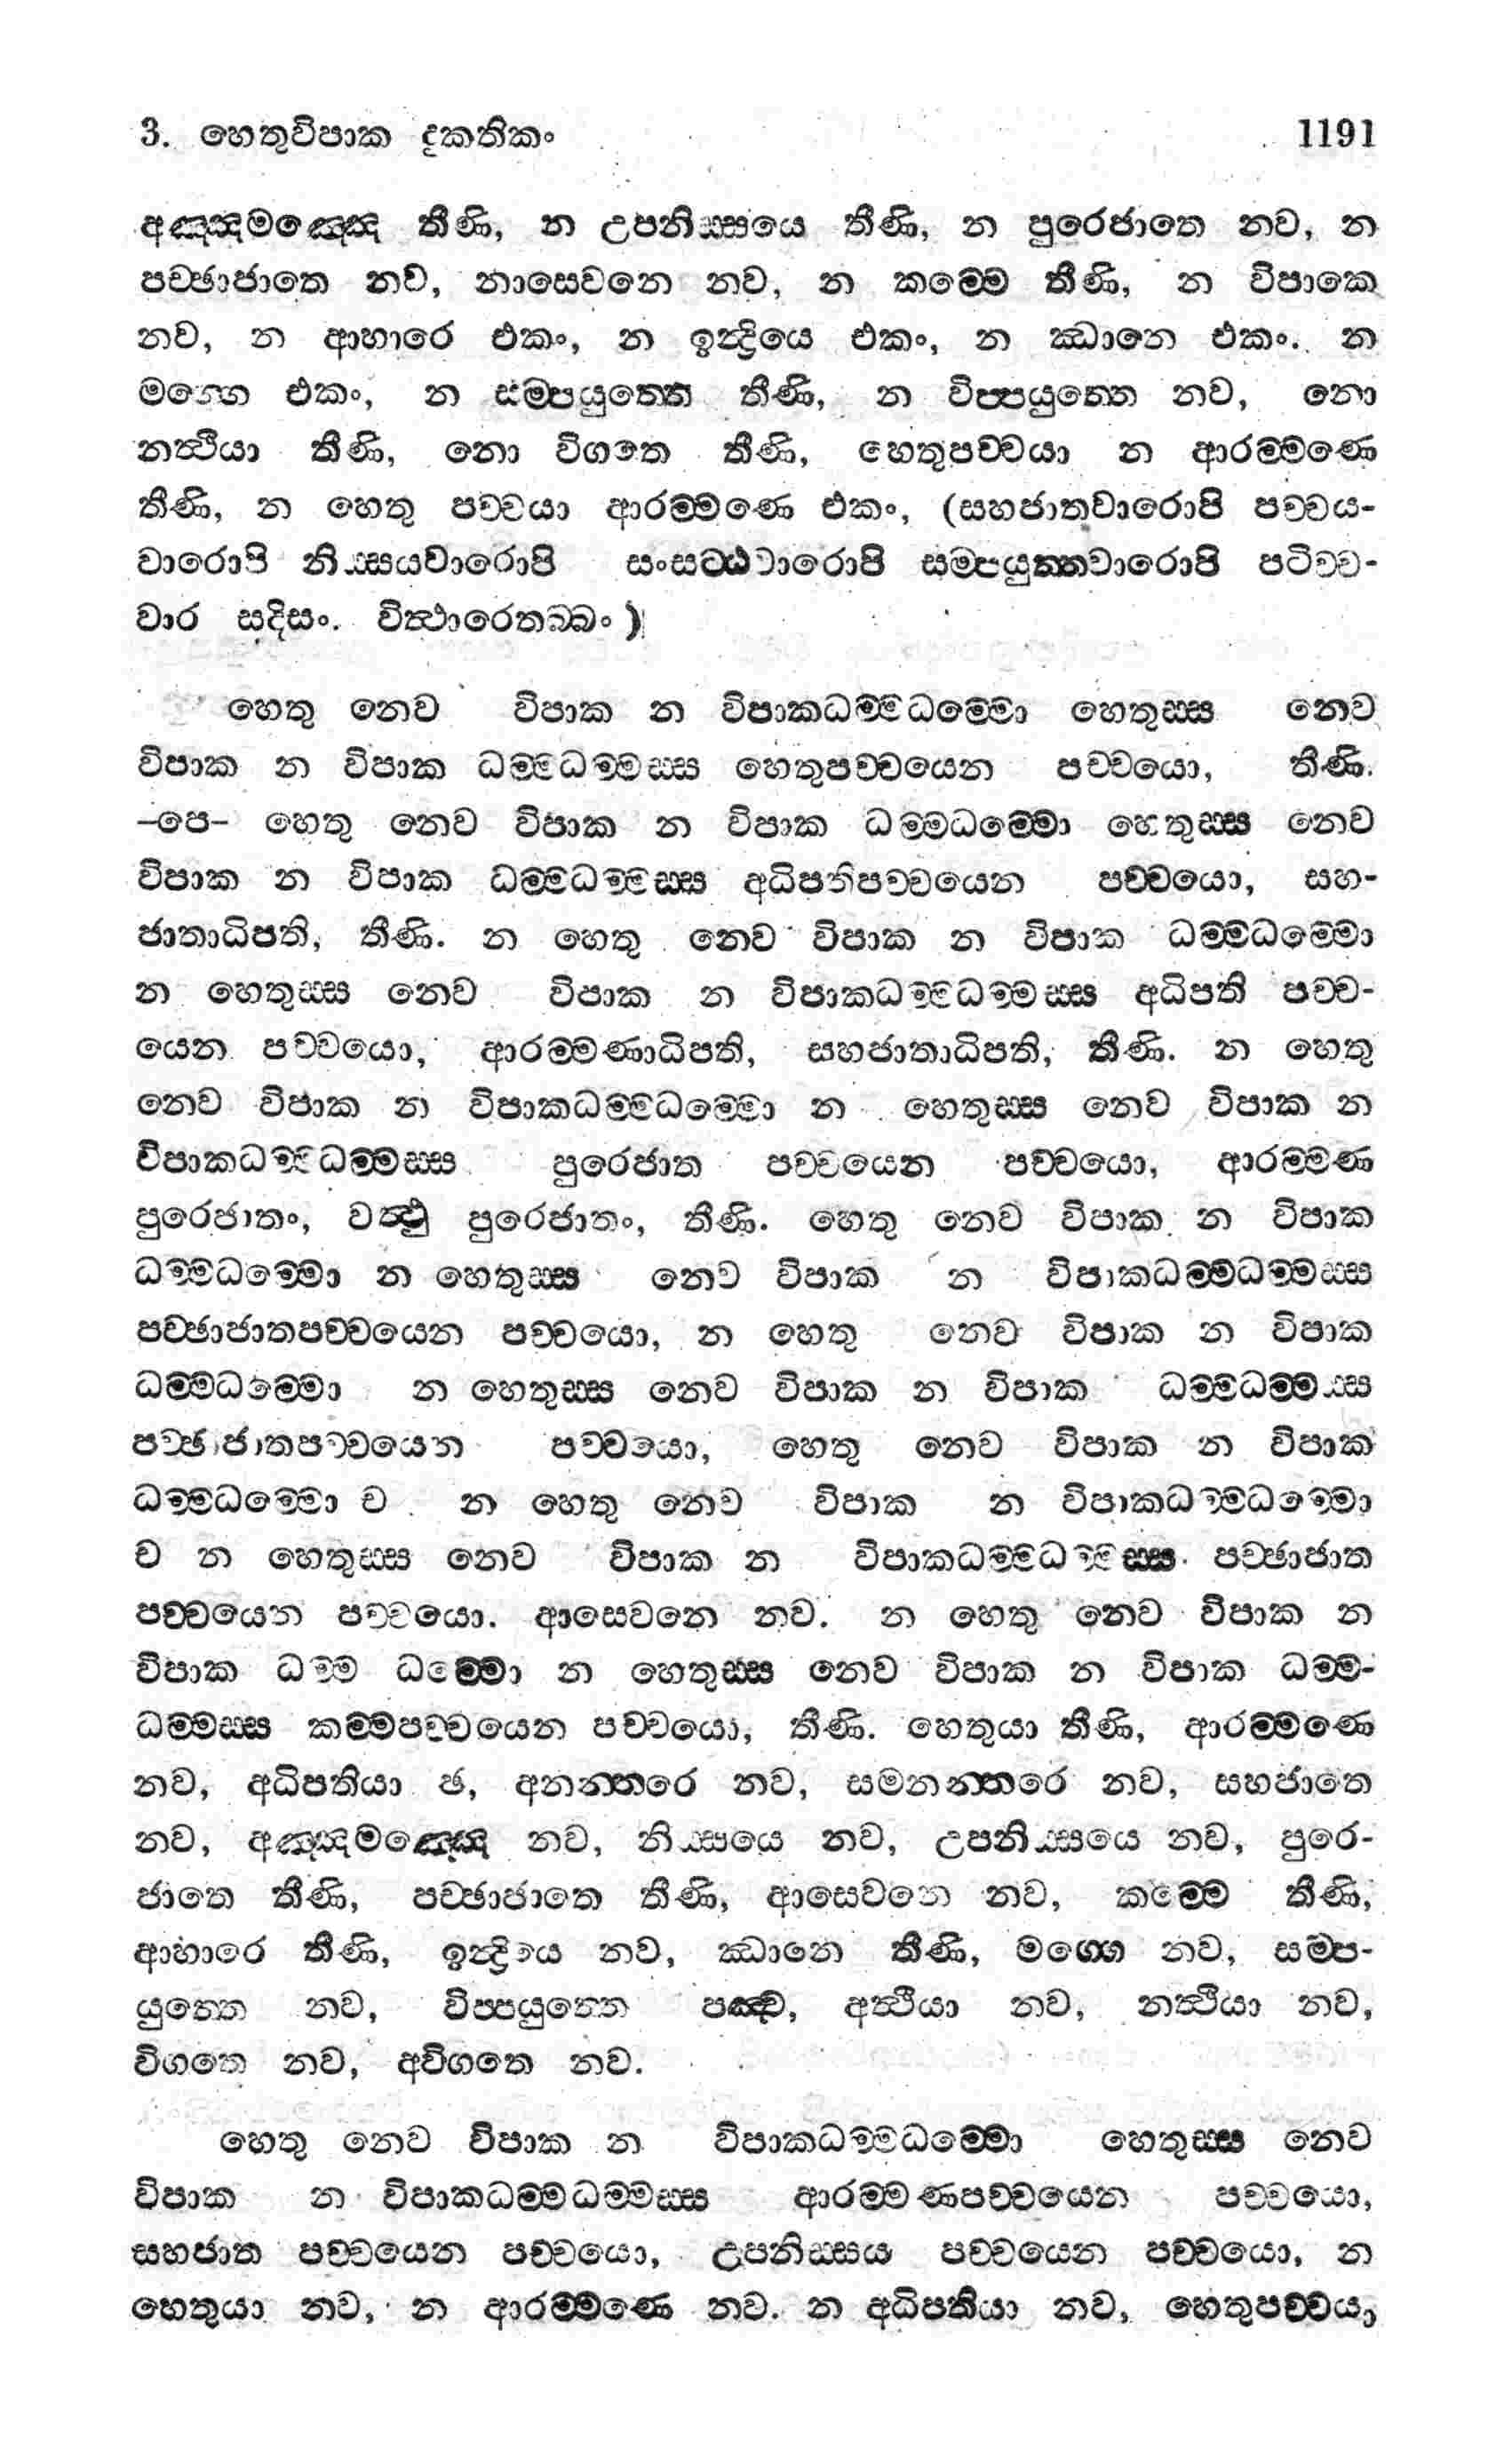 3. හෙතුවිපාක දුකතිකං 1191
අඤ්ඤමඤ්ඤෙ තීණි, න උපනිස්සයෙ තීණි, න පුරෙජාතෙ නව, න
පච්ඡාජාතෙ නව, නාසෙවනෙ නව, න කම්මෙ තීණි, න විපාකෙ
නව, න ආහාරෙ එකං, න ඉන්ද්‍රියෙ එකං, න ඣානෙ එකං. න
මග්ගෙ එකං, න සම්පයුත්තෙ තීණි, න විප්පයුත්තෙ නව, නො
නත්ථියා තීණි, නො විගතෙ තීණි, හෙතුපච්චයා න ආරම්මණෙ
තීණි, න හෙතු පච්චයා ආරම්මණෙ එකං, (සහජාතවාරොපි පච්චය-
වාරොපි නිස්සයවාරොපි සංසට්ඨවාරොපි සම්පයුත්තවාරොපි පටිච්ච-
වාර සදිසං. විත්ථාරෙතබ්බං)
හෙතු නෙව විපාක න විපාකධම්මධම්මො හෙතුස්ස නෙව
විපාක න විපාක ධම්මධම්මස්ස හෙතුපච්චයෙන පච්චයො, තීණි.
-පෙ- හෙතු නෙව විපාක න විපාක ධම්මධම්මො හෙතුස්ස නෙව
විපාක න විපාක ධම්මධම්මස්ස අධිපතිපච්චයෙන පච්චයො, සහ-
ජාතාධිපති, තීණි. න හෙතු නෙව විපාක න විපාක ධම්මධම්මො
න හෙතුස්ස නෙව විපාක න විපාකධම්මධම්මස්ස අධිපති පච්ච-
යෙන පච්චයො, ආරම්මණාධිපති, සහජාතාධිපති, තීණි. න හෙතු
නෙව විපාක න විපාකධම්මධම්මො න හෙතුස්ස නෙව විපාක න
විපාකධම්මධම්මස්ස පුරෙජාත පච්චයෙන පච්චයො, ආරම්මණ
පුරෙජාතං, වත්ථු පුරෙජාතං, තීණි. හෙතු නෙව විපාක න විපාක
ධම්මධම්මො න හෙතුස්ස නෙව විපාක න විපාකධම්මධම්මස්ස
පච්ඡාජාතපච්චයෙන පච්චයො, න හෙතු නෙව විපාක න විපාක
ධම්මධම්මො න හෙතුස්ස නෙව විපාක න විපාක ධම්මධම්මස්ස
පච්ඡාජාතපච්චයෙන පච්චයො, හෙතු නෙව විපාක න විපාක
ධම්මධම්මො ච න හෙතු නෙව විපාක න විපාකධම්මධම්මො
ච න හෙතුස්ස නෙව විපාක න විපාකධම්මධම්මස්ස පච්ඡාජාත
පච්චයෙන පච්චයො. ආසෙවනෙ නව. න හෙතු නෙව විපාක න
විපාක ධම්ම ධම්මො න හෙතුස්ස නෙව විපාක න විපාක ධම්ම-
ධම්මස්ස කම්මපච්චයෙන පච්චයො, තීණි. හෙතුයා තීණි, ආරම්මණෙ
නව, අධිපතියා ඡ, අනන්තරෙ නව, සමනන්තරෙ නව, සහජාතෙ
නව, අඤ්ඤමඤ්ඤෙ නව, නිස්සයෙ නව, උපනිස්සයෙ නව, පුරෙ-
ජාතෙ තීණි, පච්ඡාජාතෙ තීණි, ආසෙවනෙ නව, කම්මෙ තීණි,
ආහාරෙ තීණි, ඉන්ද්‍රියෙ නව, ඣානෙ තීණි, මග්ගෙ නව, සම්ප-
යුත්තෙ නව, විප්පයුත්තෙ පඤ්ච, අත්ථියා නව, නත්ථියා නව,
විගතෙ නව, අවිගතෙ නව.
හෙතු නෙව විපාක න විපාකධම්මධම්මො හෙතුස්ස නෙව
විපාක න විපාකධම්මධම්මස්ස ආරම්මණපච්චයෙන පච්චයො,
සහජාත පච්චයෙන පච්චයො, උපනිස්සය පච්චයෙන පච්චයො, න
හෙතුයා නව, න ආරම්මණෙ නව. න අධිපතියා නව, හෙතුපච්චයා